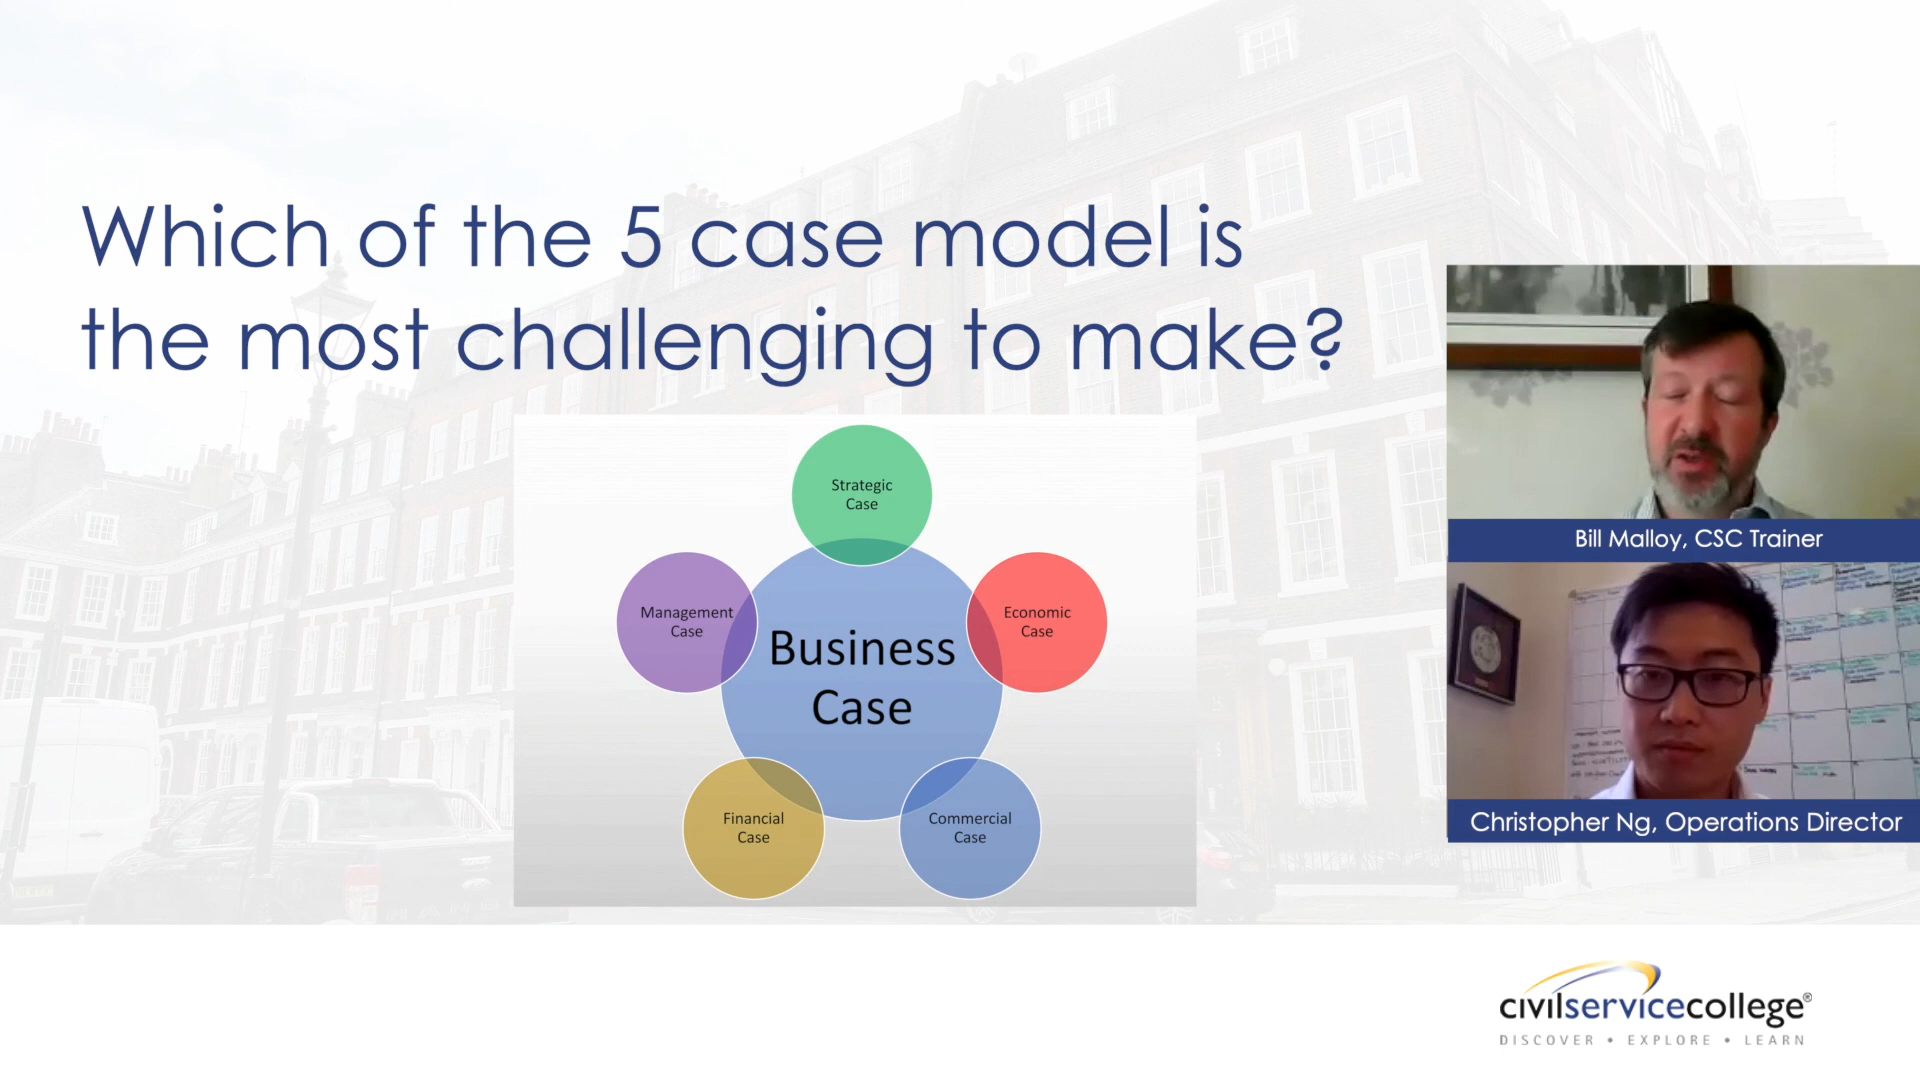 Which of the 5 case model is
the most challenging to make?
Strategic
Case
Management
Case
Economic
Case
Business
Case
Financial
Case
Commercial
Case
Bill Malloy, CSC Trainer
Christopher Ng, Operations Director
civilservicecollege®
DISCOVER • EXPLORE • LEARN